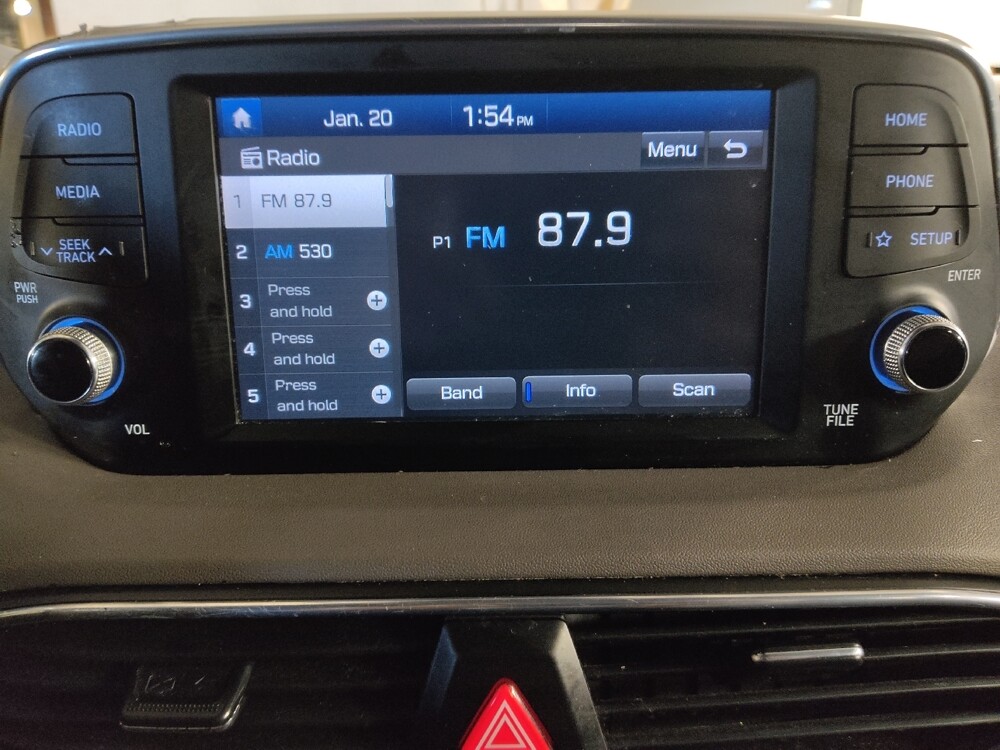 Jan. 20 1:54 PM
Radio
Menu
1 FM 87.9
2 AM 530
3 Press
and hold
4 Press
and hold
5 Press
and hold
P1 FM 87.9
Band
Info
Scan
RADIO
MEDIA
SEEK
TRACK
PWR
PUSH
VOL
HOME
PHONE
SETUP
ENTER
TUNE
FILE